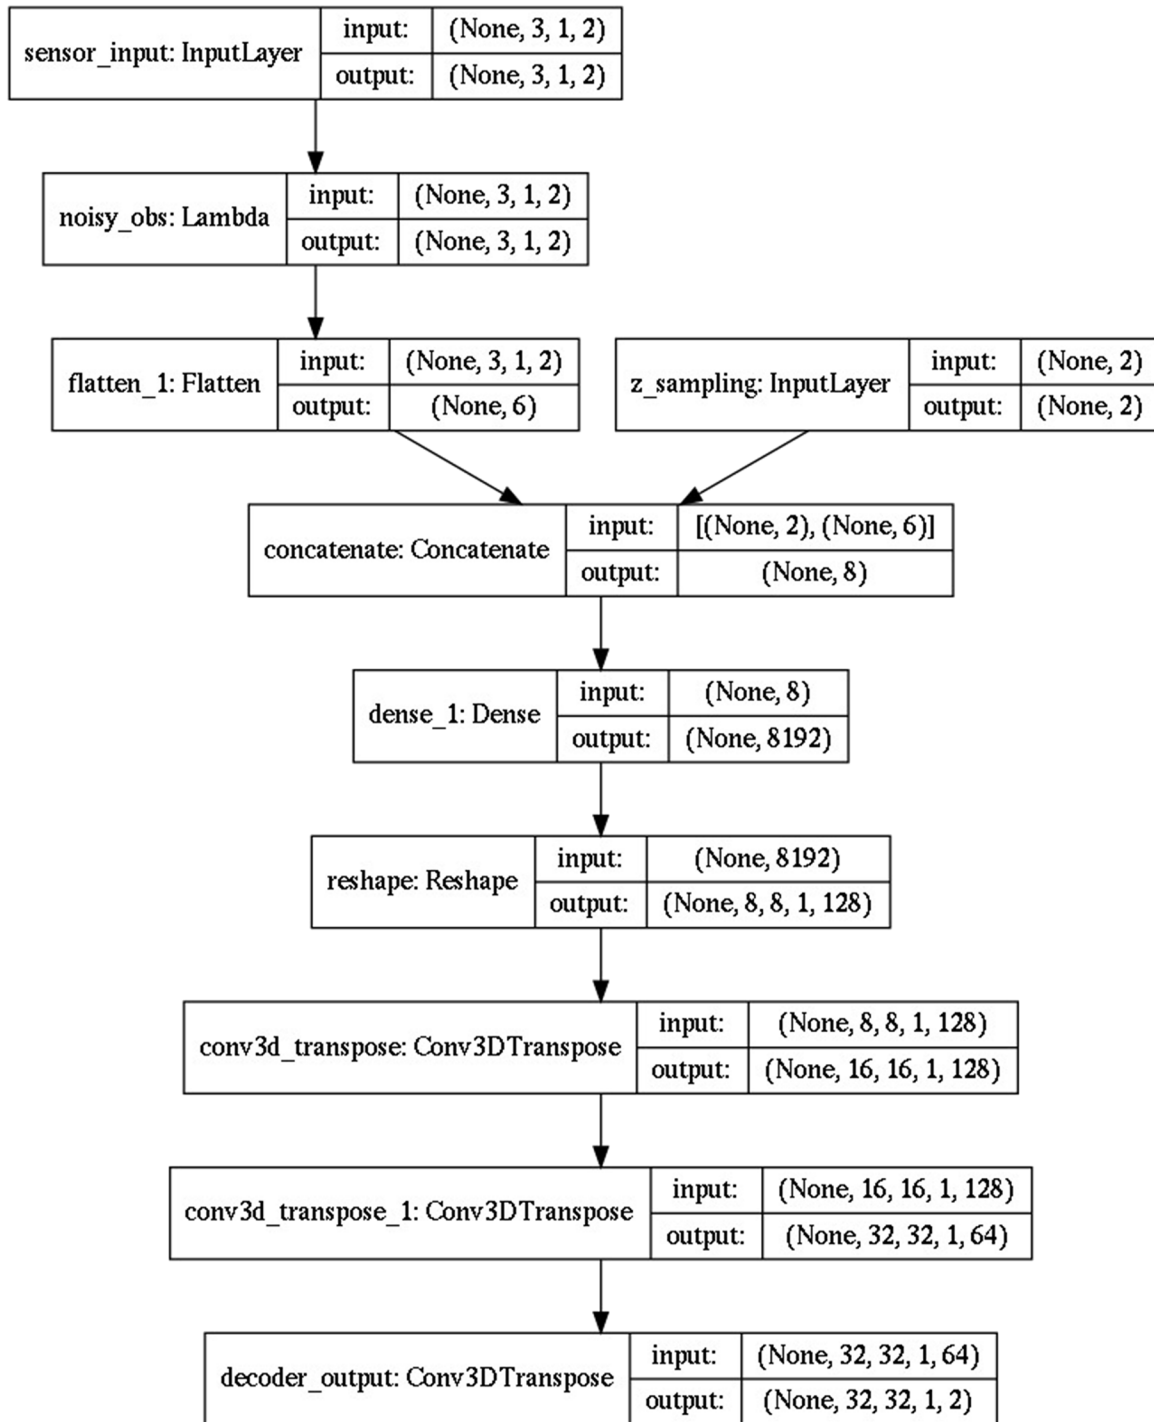 sensor_input: InputLayer
input:
(None, 3, 1, 2)
output:
(None, 3, 1, 2)
noisy_obs: Lambda
input:
(None, 3, 1, 2)
output:
(None, 3, 1, 2)
flatten_1: Flatten
input:
(None, 3, 1, 2)
output:
(None, 6)
z_sampling: InputLayer
input:
(None, 2)
output:
(None, 2)
concatenate: Concatenate
input:
[(None, 2), (None, 6)]
output:
(None, 8)
dense_1: Dense
input:
(None, 8)
output:
(None, 8192)
reshape: Reshape
input:
(None, 8192)
output:
(None, 8, 8, 1, 128)
conv3d_transpose: Conv3DTranspose
input:
(None, 8, 8, 1, 128)
output:
(None, 16, 16, 1, 128)
conv3d_transpose_1: Conv3DTranspose
input:
(None, 16, 16, 1, 128)
output:
(None, 32, 32, 1, 64)
decoder_output: Conv3DTranspose
input:
(None, 32, 32, 1, 64)
output:
(None, 32, 32, 1, 2)